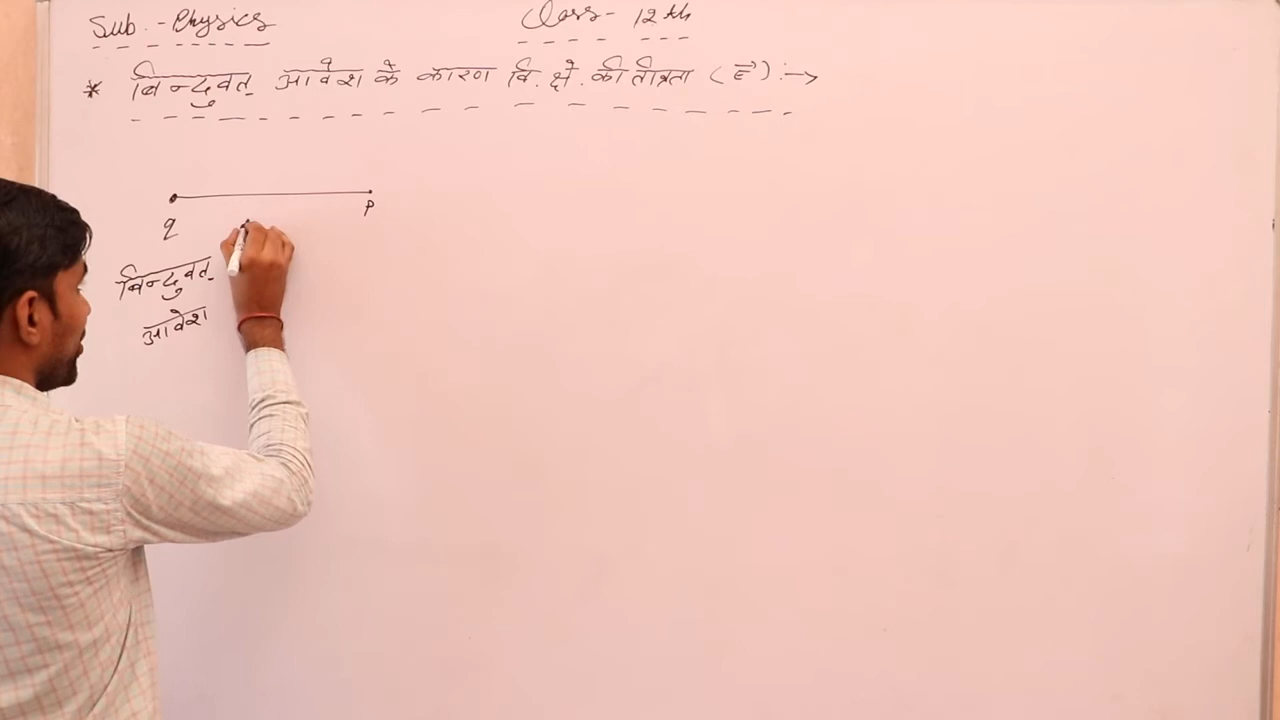 Sub. - Physics
Class - 12th
* बिन्दुवत् आवेश के कारण वि. क्षे. की तीव्रता (E⃗) :→
P
q
बिन्दुवत्
आवेश